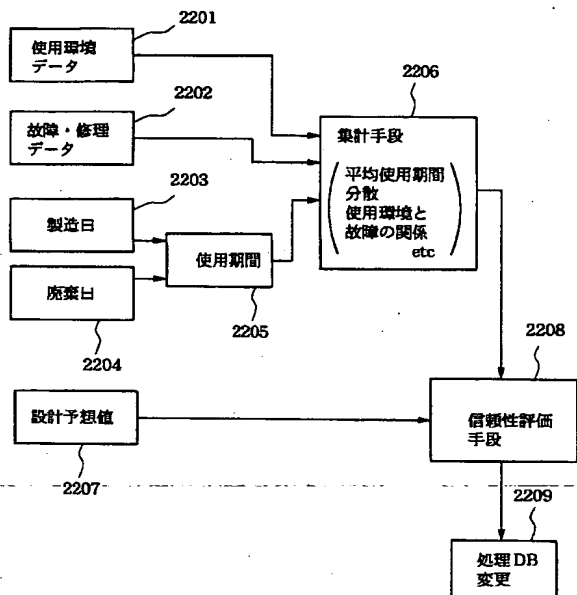 2201
使用環境
データ
2202
故障・修理
データ
2203
製造日
廃棄日
2204
使用期間
2205
2206
集計手段
平均使用期間
分散
使用環境と
故障の関係
etc
設計予想値
2207
2208
信頼性評価
手段
2209
処理DB
変更